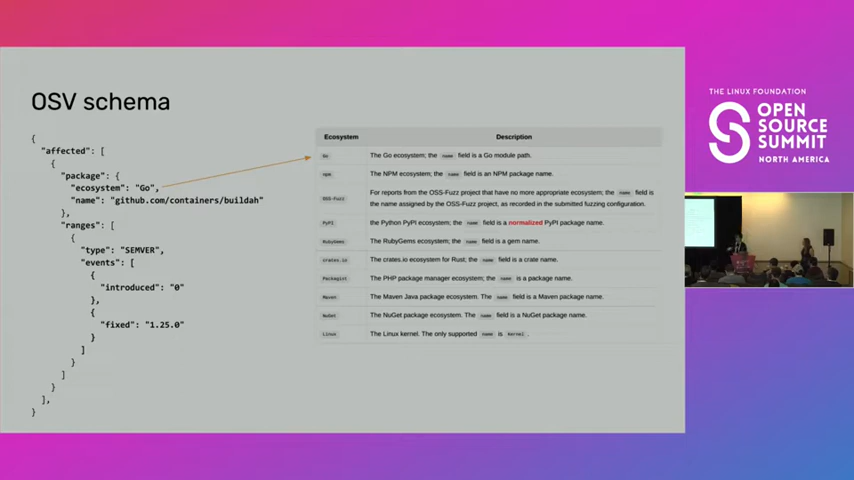 OSV schema
{
"affected": [
{
"package": {
"ecosystem": "Go",
"name": "github.com/containers/buildah"
},
"ranges": [
{
"type": "SEMVER",
"events": [
{
"introduced": "0"
},
{
"fixed": "1.25.0"
}
]
}
]
}
],
}
Ecosystem Description
Go The Go ecosystem; the name field is a Go module path.
npm The NPM ecosystem; the name field is an NPM package name.
OSS-Fuzz For reports from the OSS-Fuzz project that have no more appropriate ecosystem; the name field is
the name assigned by the OSS-Fuzz project, as recorded in the submitted fuzzing configuration.
PyPI the Python PyPI ecosystem; the name field is a normalized PyPI package name.
RubyGems The RubyGems ecosystem; the name field is a gem name.
crates.io The crates.io ecosystem for Rust; the name field is a crate name.
Packagist The PHP package manager ecosystem; the name is a package name.
Maven The Maven Java package ecosystem. The name field is a Maven package name.
NuGet The NuGet package ecosystem. The name field is a NuGet package name.
Linux The Linux kernel. The only supported name is Kernel .
THE LINUX FOUNDATION
OPEN
SOURCE
SUMMIT
NORTH AMERICA